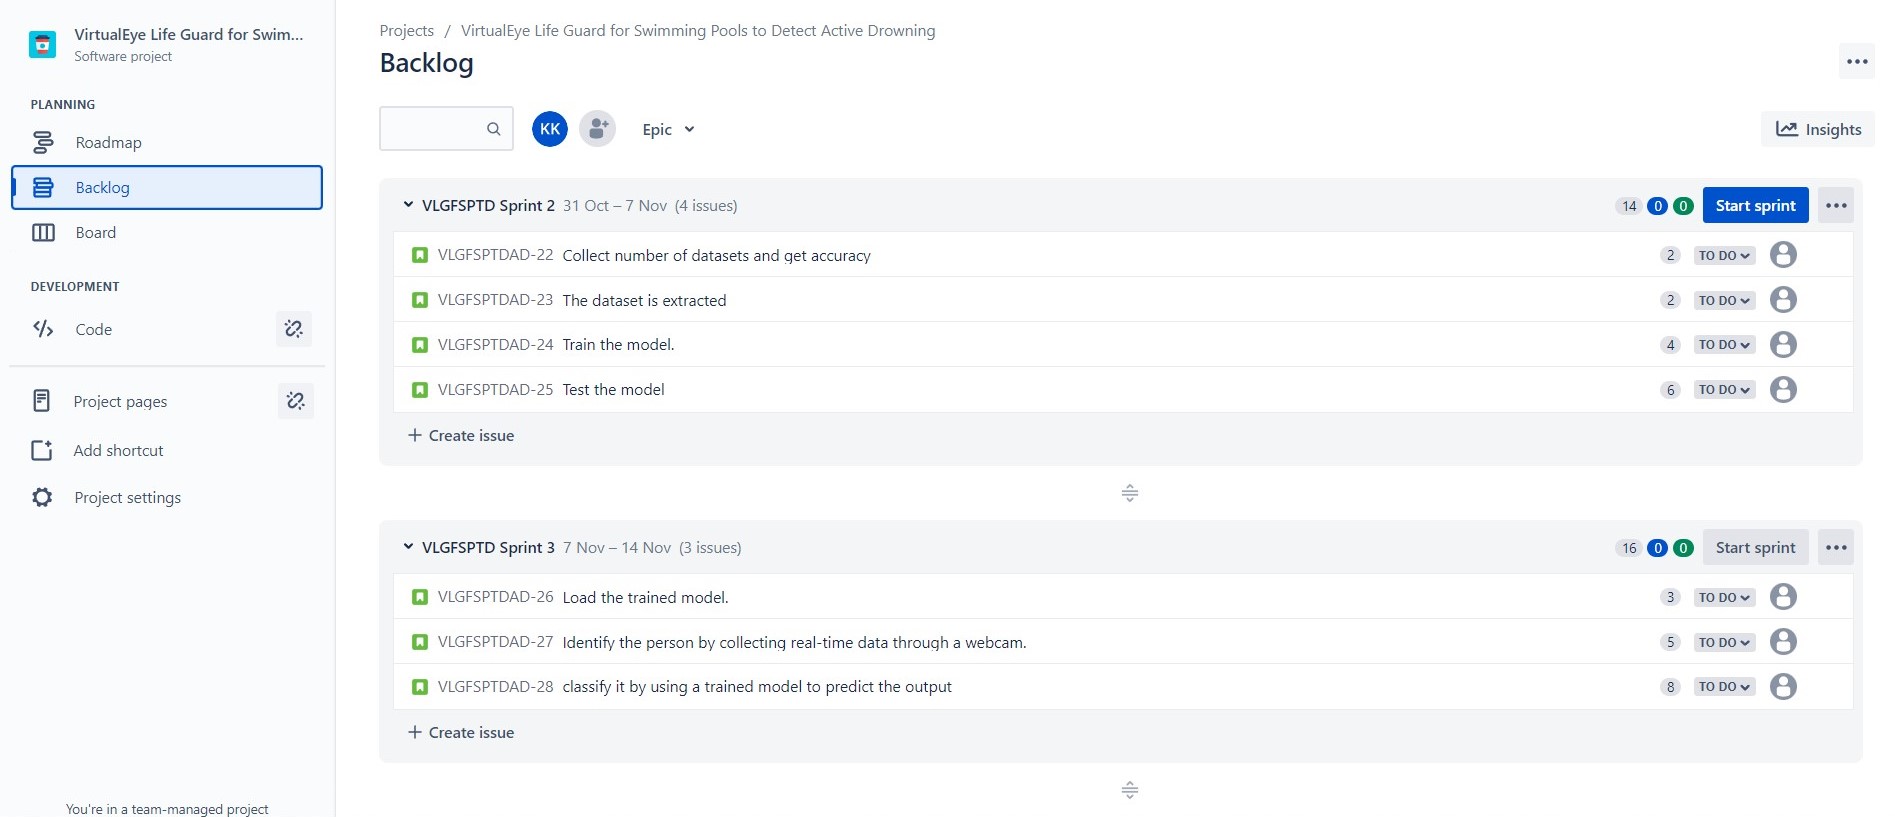 VirtualEye Life Guard for Swim...
Software project
PLANNING
Roadmap
Backlog
Board
DEVELOPMENT
Code
Project pages
Add shortcut
Project settings
You're in a team-managed project
Projects / VirtualEye Life Guard for Swimming Pools to Detect Active Drowning
Backlog
KK Epic
Insights
VLGFSPTD Sprint 2 31 Oct – 7 Nov (4 issues) 14 0 0 Start sprint
VLGFSPTDAD-22 Collect number of datasets and get accuracy 2 TO DO
VLGFSPTDAD-23 The dataset is extracted 2 TO DO
VLGFSPTDAD-24 Train the model. 4 TO DO
VLGFSPTDAD-25 Test the model 6 TO DO
+ Create issue
VLGFSPTD Sprint 3 7 Nov – 14 Nov (3 issues) 16 0 0 Start sprint
VLGFSPTDAD-26 Load the trained model. 3 TO DO
VLGFSPTDAD-27 Identify the person by collecting real-time data through a webcam. 5 TO DO
VLGFSPTDAD-28 classify it by using a trained model to predict the output 8 TO DO
+ Create issue